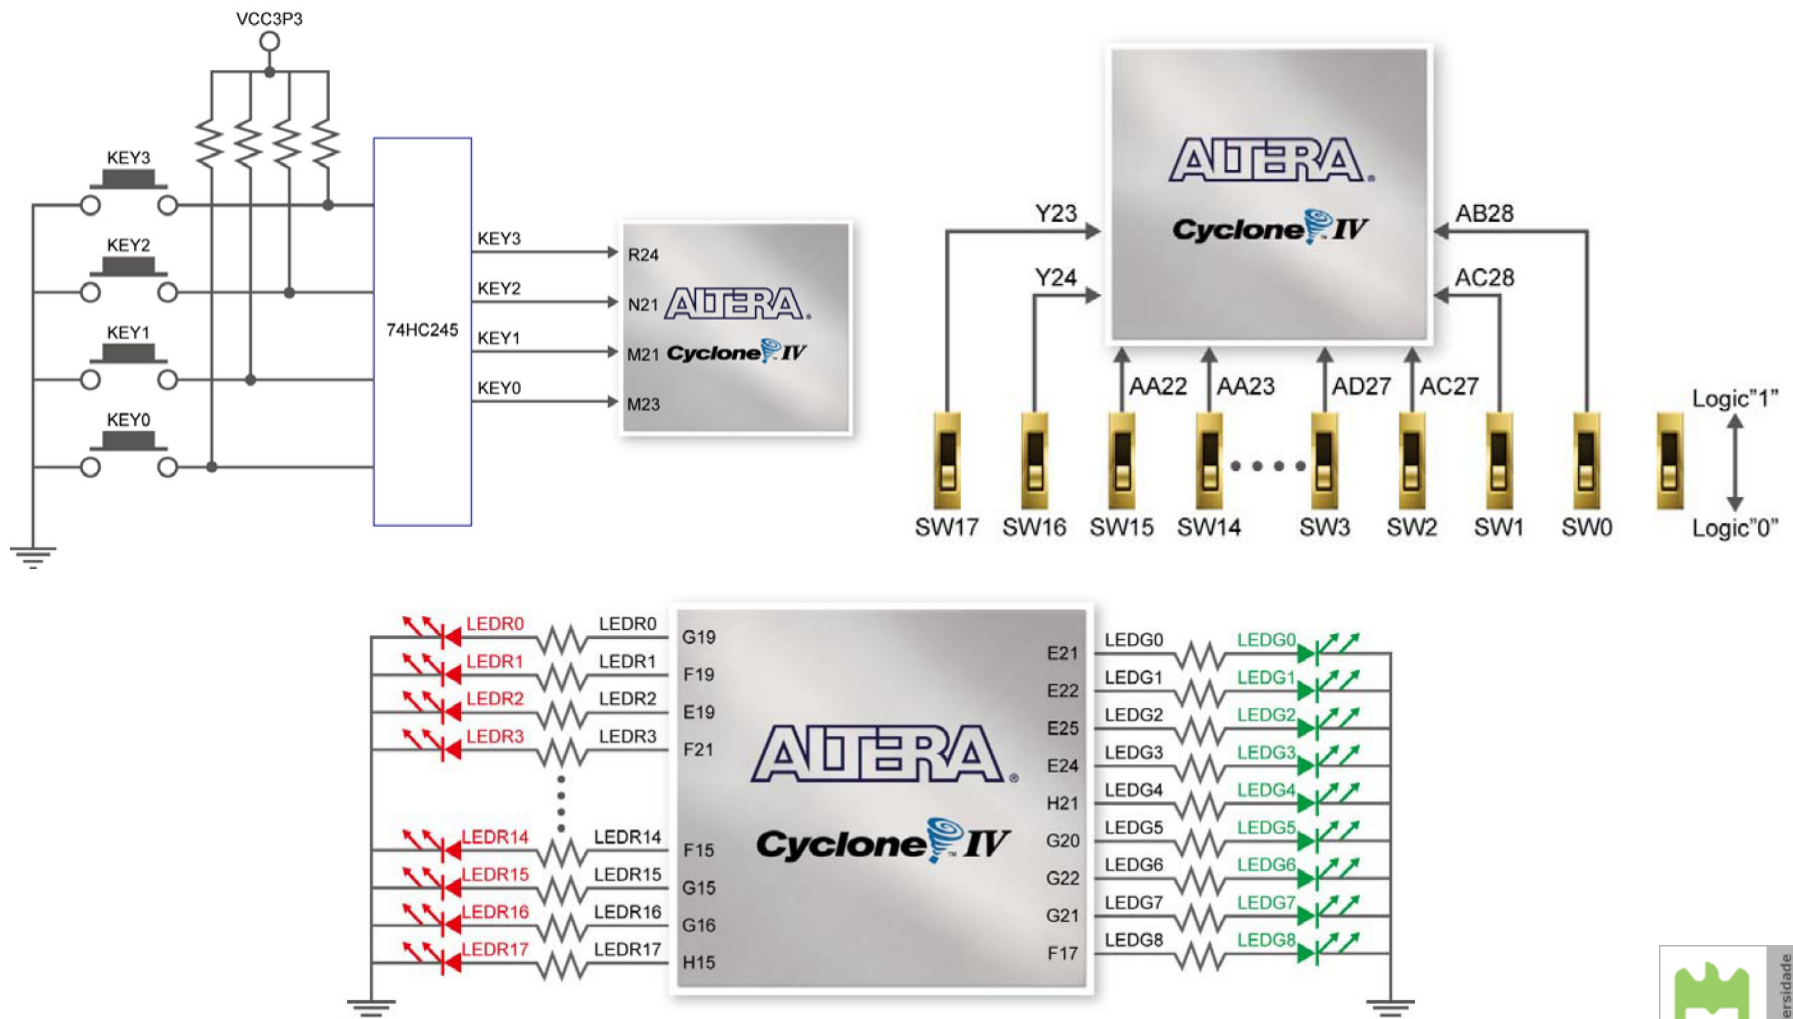 VCC3P3
KEY3
KEY2
KEY1
KEY0
74HC245
KEY3
KEY2
KEY1
KEY0
R24
N21
M21
M23
ALTERA®
Cyclone™ IV
ALTERA®
Cyclone™ IV
Y23
Y24
AB28
AC28
AA22
AA23
AD27
AC27
SW17
SW16
SW15
SW14
SW3
SW2
SW1
SW0
Logic"1"
Logic"0"
LEDR0 LEDR0 G19
LEDR1 LEDR1 F19
LEDR2 LEDR2 E19
LEDR3 LEDR3 F21
LEDR14 LEDR14 F15
LEDR15 LEDR15 G15
LEDR16 LEDR16 G16
LEDR17 LEDR17 H15
ALTERA®
Cyclone™ IV
E21 LEDG0 LEDG0
E22 LEDG1 LEDG1
E25 LEDG2 LEDG2
E24 LEDG3 LEDG3
H21 LEDG4 LEDG4
G20 LEDG5 LEDG5
G22 LEDG6 LEDG6
G21 LEDG7 LEDG7
F17 LEDG8 LEDG8
ersidade